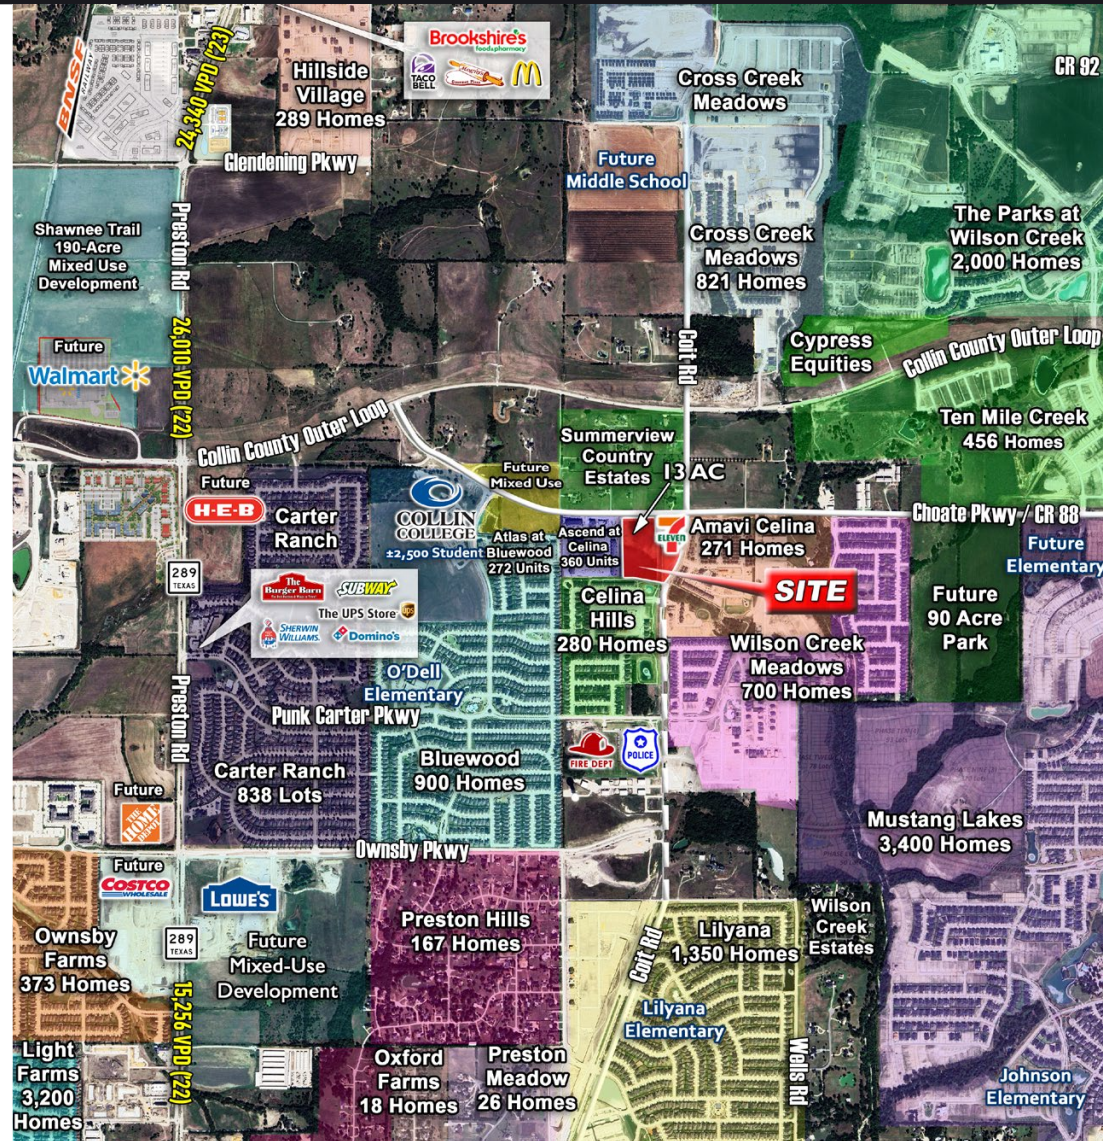 BNSF
RAILWAY
24,340 VPD ('23)
Hillside
Village
289 Homes
Brookshire's
food & pharmacy
TACO
BELL
Cross Creek
Meadows
CR 92
Glendening Pkwy
Future
Middle School
Shawnee Trail
190-Acre
Mixed Use
Development
Preston Rd
Cross Creek
Meadows
821 Homes
The Parks at
Wilson Creek
2,000 Homes
Future
Walmart
26,010 VPD ('22)
Coit Rd
Cypress
Equities
Collin County Outer Loop
Collin County Outer Loop
Ten Mile Creek
456 Homes
Summerview
Country
Estates
13 AC
Future
Mixed Use
Future
H-E-B
Carter
Ranch
COLLIN
COLLEGE
±2,500 Student
Atlas at
Bluewood
272 Units
Ascend at
Celina
360 Units
7
ELEVEN
Amavi Celina
271 Homes
Choate Pkwy / CR 88
Future
Elementary
289
TEXAS
The
Burger Barn
SUBWAY
The UPS Store
ups
SHERWIN
WILLIAMS.
Domino's
SITE
Celina
Hills
280 Homes
Future
90 Acre
Park
Wilson Creek
Meadows
700 Homes
O'Dell
Elementary
Preston Rd
Punk Carter Pkwy
Carter Ranch
838 Lots
Bluewood
900 Homes
FIRE DEPT
POLICE
Future
THE
HOME
DEPOT
Mustang Lakes
3,400 Homes
Ownsby Pkwy
Future
COSTCO
WHOLESALE
LOWE'S
Ownsby
Farms
373 Homes
289
TEXAS
Future
Mixed-Use
Development
Preston Hills
167 Homes
Coit Rd
Lilyana
1,350 Homes
Wilson
Creek
Estates
Lilyana
Elementary
15,256 VPD ('22)
Light
Farms
3,200
Homes
Oxford
Farms
18 Homes
Preston
Meadow
26 Homes
Wells Rd
Johnson
Elementary